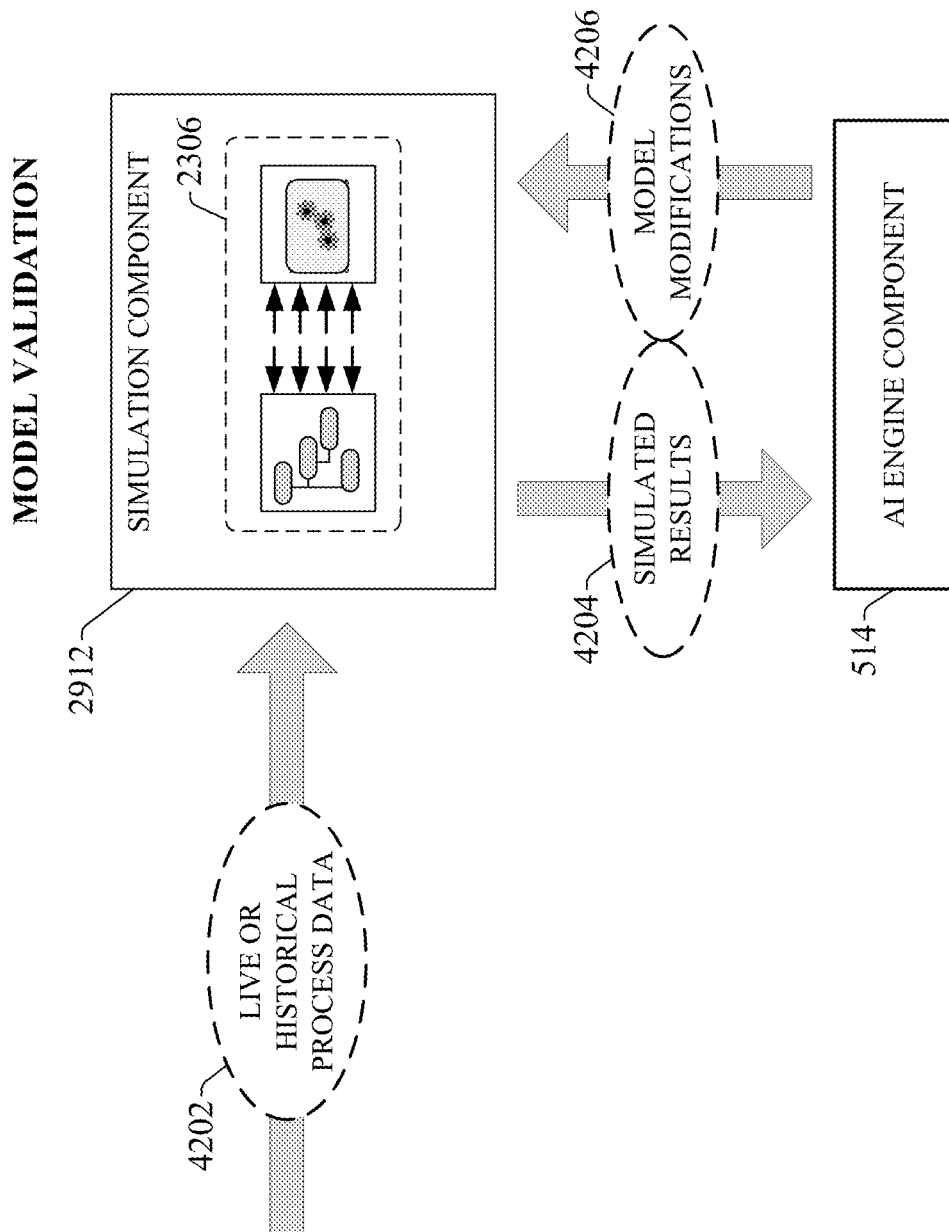 MODEL VALIDATION
2912
SIMULATION COMPONENT
2306
4202
LIVE OR
HISTORICAL
PROCESS DATA
4204
SIMULATED
RESULTS
4206
MODEL
MODIFICATIONS
514
AI ENGINE COMPONENT